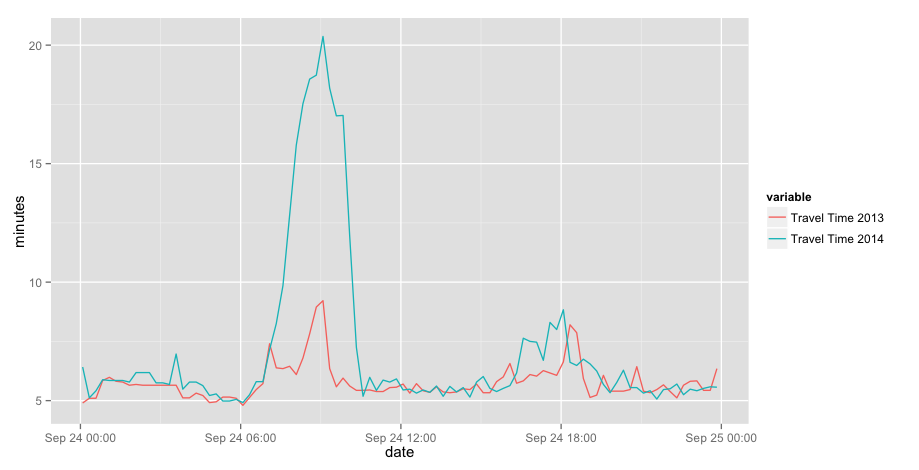 20
15
10
5
minutes
Sep 24 00:00 Sep 24 06:00 Sep 24 12:00 Sep 24 18:00 Sep 25 00:00
date
variable
Travel Time 2013
Travel Time 2014